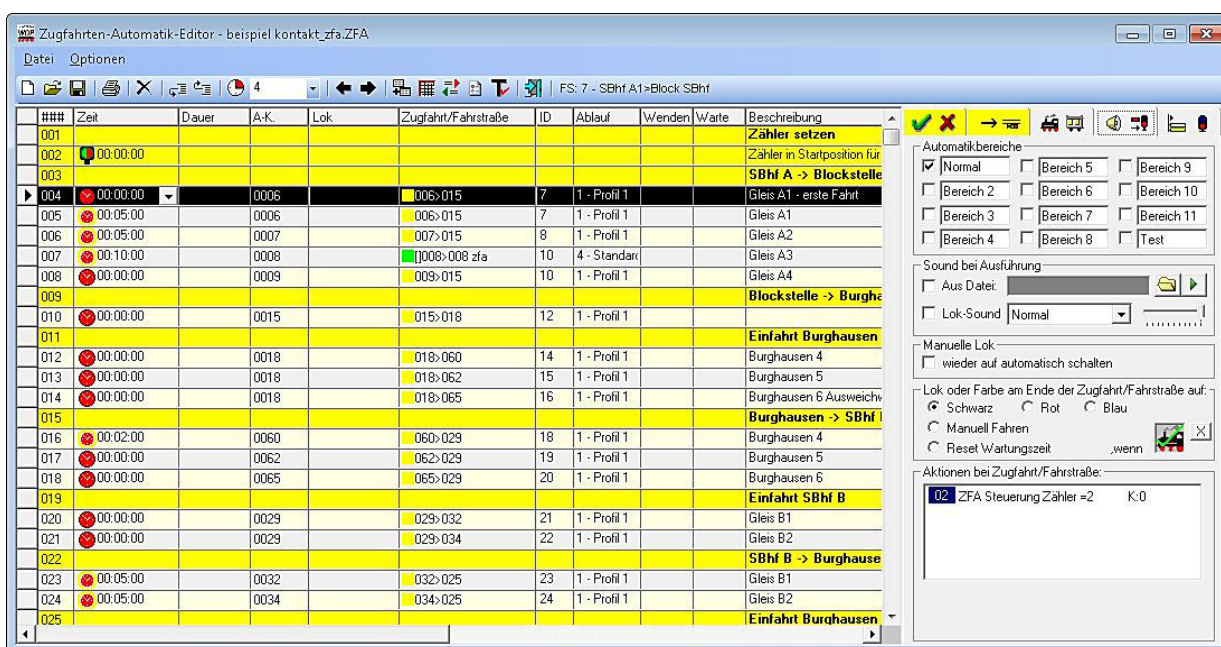 Zugfahrten-Automatik-Editor - beispiel kontakt_zfa.ZFA
Datei Optionen
4 FS: 7 - SBhf A1>Block SBhf
### Zeit Dauer A-K. Lok Zugfahrt/Fahrstraße ID Ablauf Wenden Warte Beschreibung
001 Zähler setzen
002 00:00:00 Zähler in Startposition für
003 SBhf A -> Blockstelle
004 00:00:00 0006 006>015 7 1 - Profil 1 Gleis A1 - erste Fahrt
005 00:05:00 0006 006>015 7 1 - Profil 1 Gleis A1
006 00:05:00 0007 007>015 8 1 - Profil 1 Gleis A2
007 00:10:00 0008 []008>008 zfa 10 4 - Standard Gleis A3
008 00:00:00 0009 009>015 10 1 - Profil 1 Gleis A4
009 Blockstelle -> Burgha
010 00:00:00 0015 015>018 12 1 - Profil 1
011 Einfahrt Burghausen
012 00:00:00 0018 018>060 14 1 - Profil 1 Burghausen 4
013 00:00:00 0018 018>062 15 1 - Profil 1 Burghausen 5
014 00:00:00 0018 018>065 16 1 - Profil 1 Burghausen 6 Ausweichw
015 Burghausen -> SBhf
016 00:02:00 0060 060>029 18 1 - Profil 1 Burghausen 4
017 00:00:00 0062 062>029 19 1 - Profil 1 Burghausen 5
018 00:00:00 0065 065>029 20 1 - Profil 1 Burghausen 6
019 Einfahrt SBhf B
020 00:00:00 0029 029>032 21 1 - Profil 1 Gleis B1
021 00:00:00 0029 029>034 22 1 - Profil 1 Gleis B2
022 SBhf B -> Burghause
023 00:05:00 0032 032>025 23 1 - Profil 1 Gleis B1
024 00:05:00 0034 034>025 24 1 - Profil 1 Gleis B2
025 Einfahrt Burghausen
Automatikbereiche
Normal Bereich 5 Bereich 9
Bereich 2 Bereich 6 Bereich 10
Bereich 3 Bereich 7 Bereich 11
Bereich 4 Bereich 8 Test
Sound bei Ausführung
Aus Datei:
Lok-Sound Normal
Manuelle Lok
wieder auf automatisch schalten
Lok oder Farbe am Ende der Zugfahrt/Fahrstraße auf:
Schwarz Rot Blau
Manuell Fahren
Reset Wartungszeit ,wenn X
Aktionen bei Zugfahrt/Fahrstraße:
02 ZFA Steuerung Zähler =2 K:0